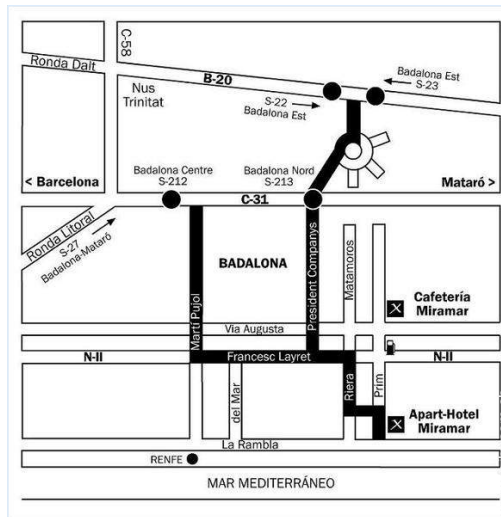 C-58
Ronda Dalt
B-20
Badalona Est
S-23
Nus
Trinitat
S-22
Badalona Est
Badalona Centre
S-212
Badalona Nord
S-213
< Barcelona
Mataró >
C-31
Ronda Litoral
S-27
Badalona-Mataró
BADALONA
Martí Pujol
President Companys
Matamoros
Cafetería
Miramar
Via Augusta
N-II
Francesc Layret
N-II
del Mar
Riera
Prim
Apart-Hotel
Miramar
La Rambla
RENFE
MAR MEDITERRÁNEO